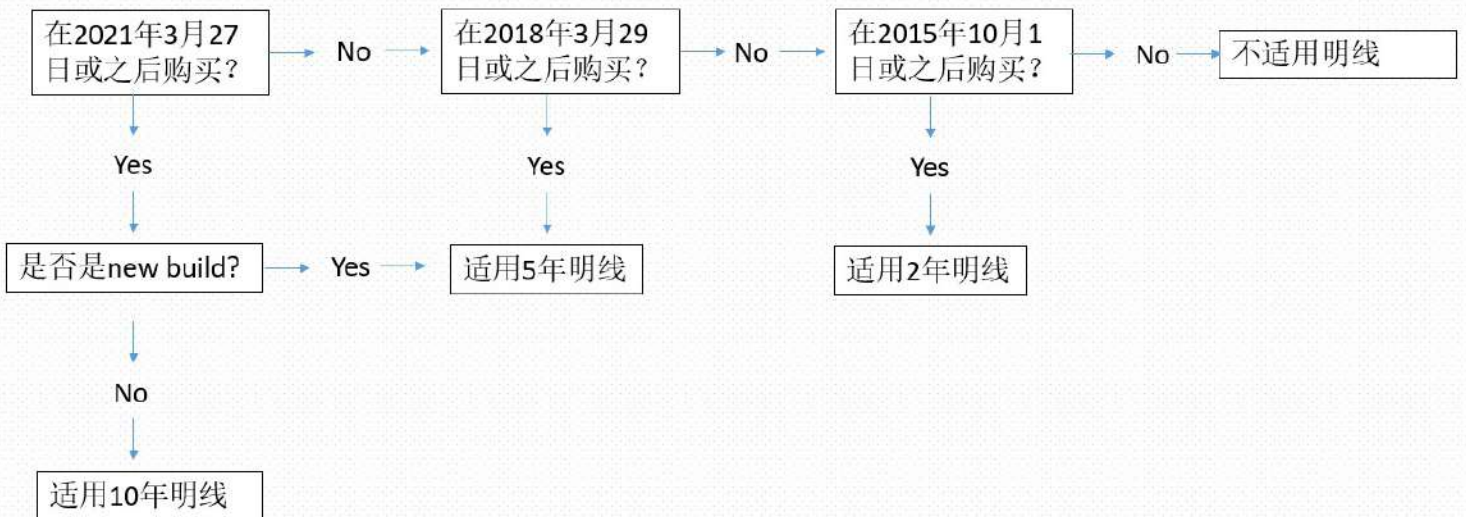 在2021年3月27
日或之后购买？
No
在2018年3月29
日或之后购买？
No
在2015年10月1
日或之后购买？
No
不适用明线
Yes
Yes
Yes
是否是new build?
Yes
适用5年明线
适用2年明线
No
适用10年明线